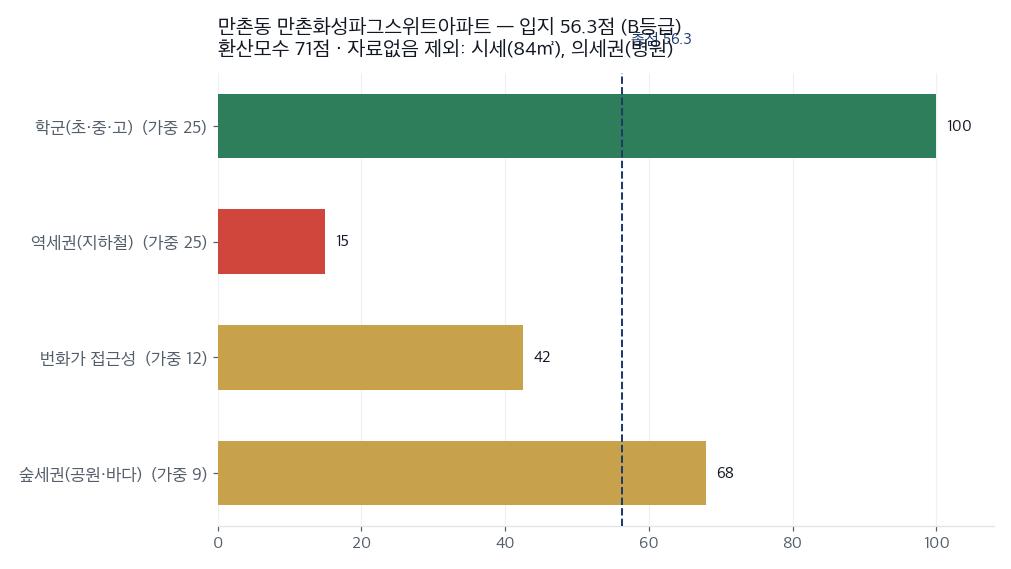 만촌동 만촌화성파크스위트아파트 — 입지 56.3점 (B등급)
환산모수 71점 · 자료없음 제외: 시세(84㎡), 의세권(병원)
총점 56.3
학군(초·중·고) (가중 25)
100
역세권(지하철) (가중 25)
15
번화가 접근성 (가중 12)
42
숲세권(공원·바다) (가중 9)
68
0 20 40 60 80 100